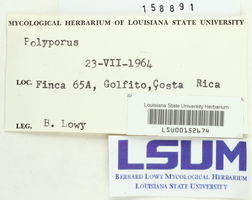 158891
MYCOLOGICAL HERBARIUM OF LOUISIANA STATE UNIVERSITY
Polyporus
23-VII-1964
LOC. Finca 65A, Golfito, Costa Rica
Louisiana State University Herbarium
LSU00152674
LEG. B. Lowy
LSUM
BERNARD LOWY MYCOLOGICAL HERBARIUM
LOUISIANA STATE UNIVERSITY